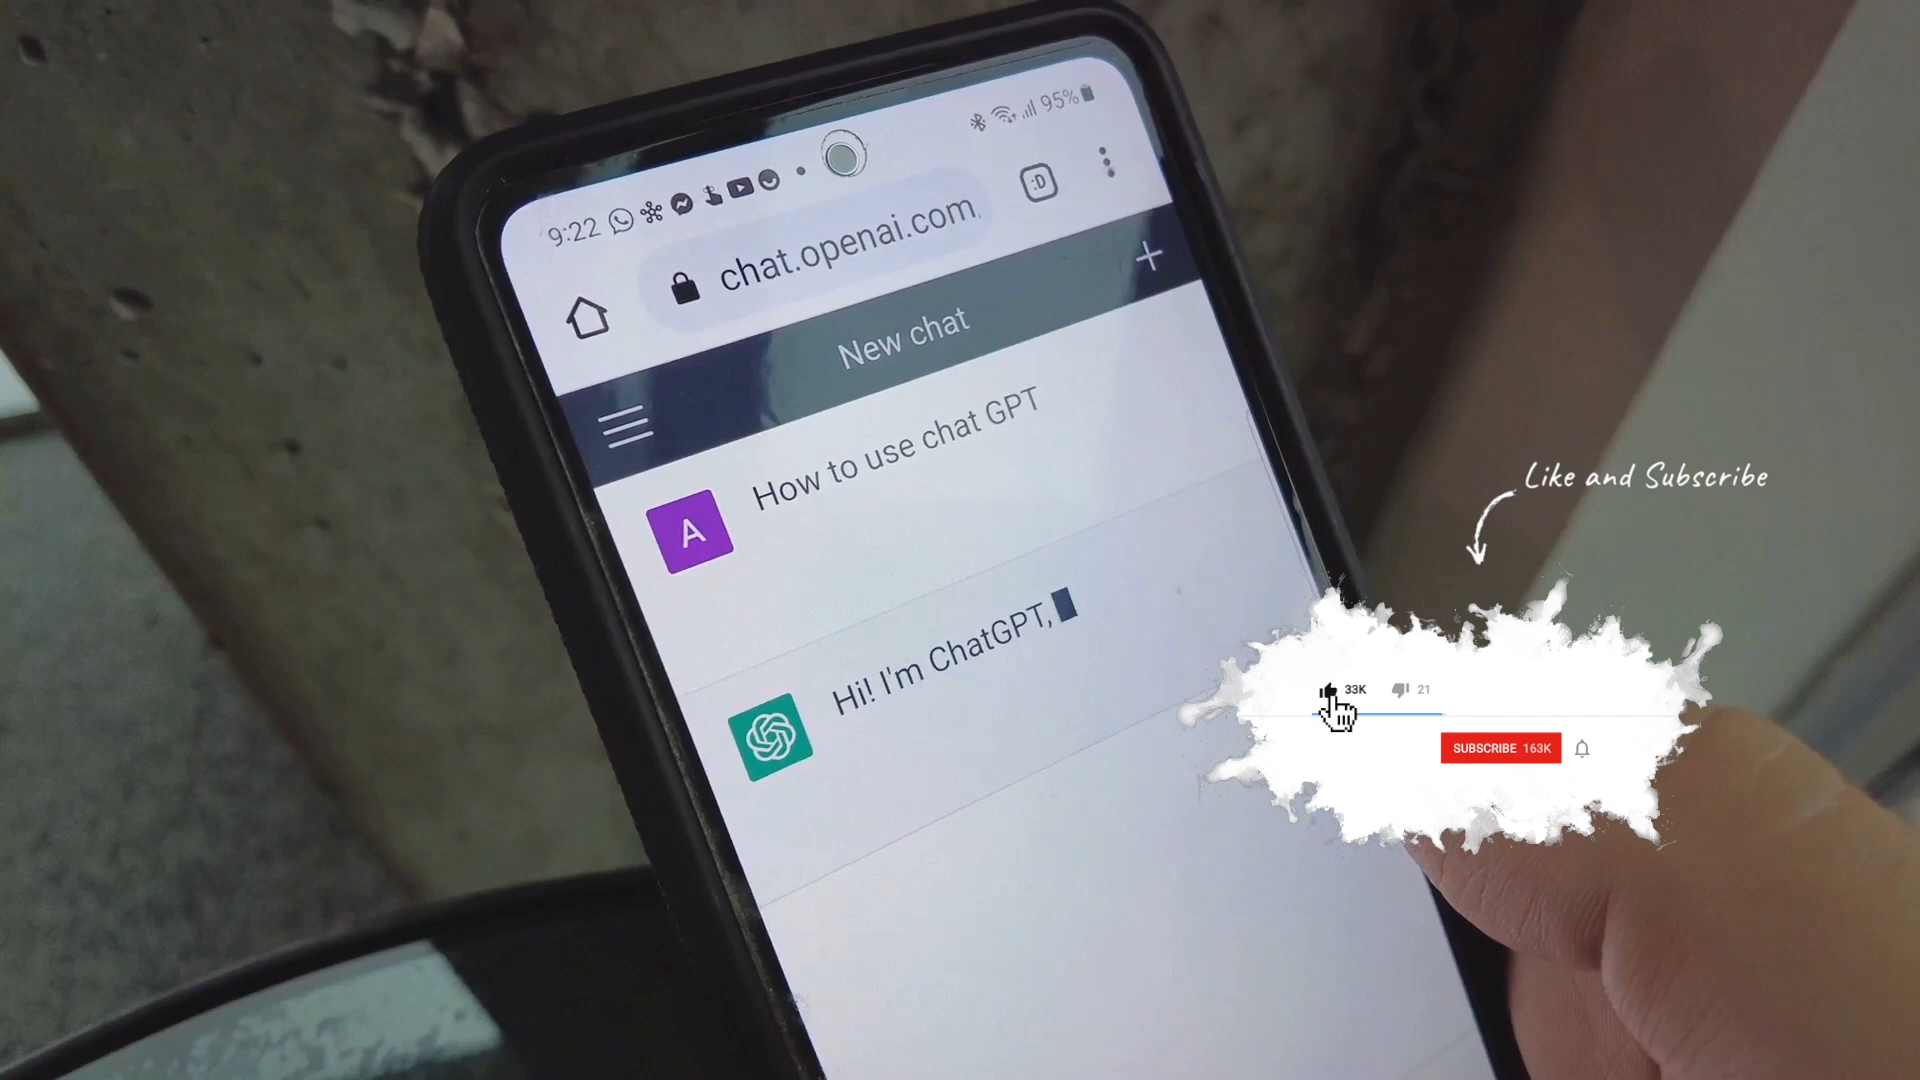 9:22
95%
:D
chat.openai.com
New chat
How to use chat GPT
A
Hi! I'm ChatGPT,
Like and Subscribe
33K 21
SUBSCRIBE 163K